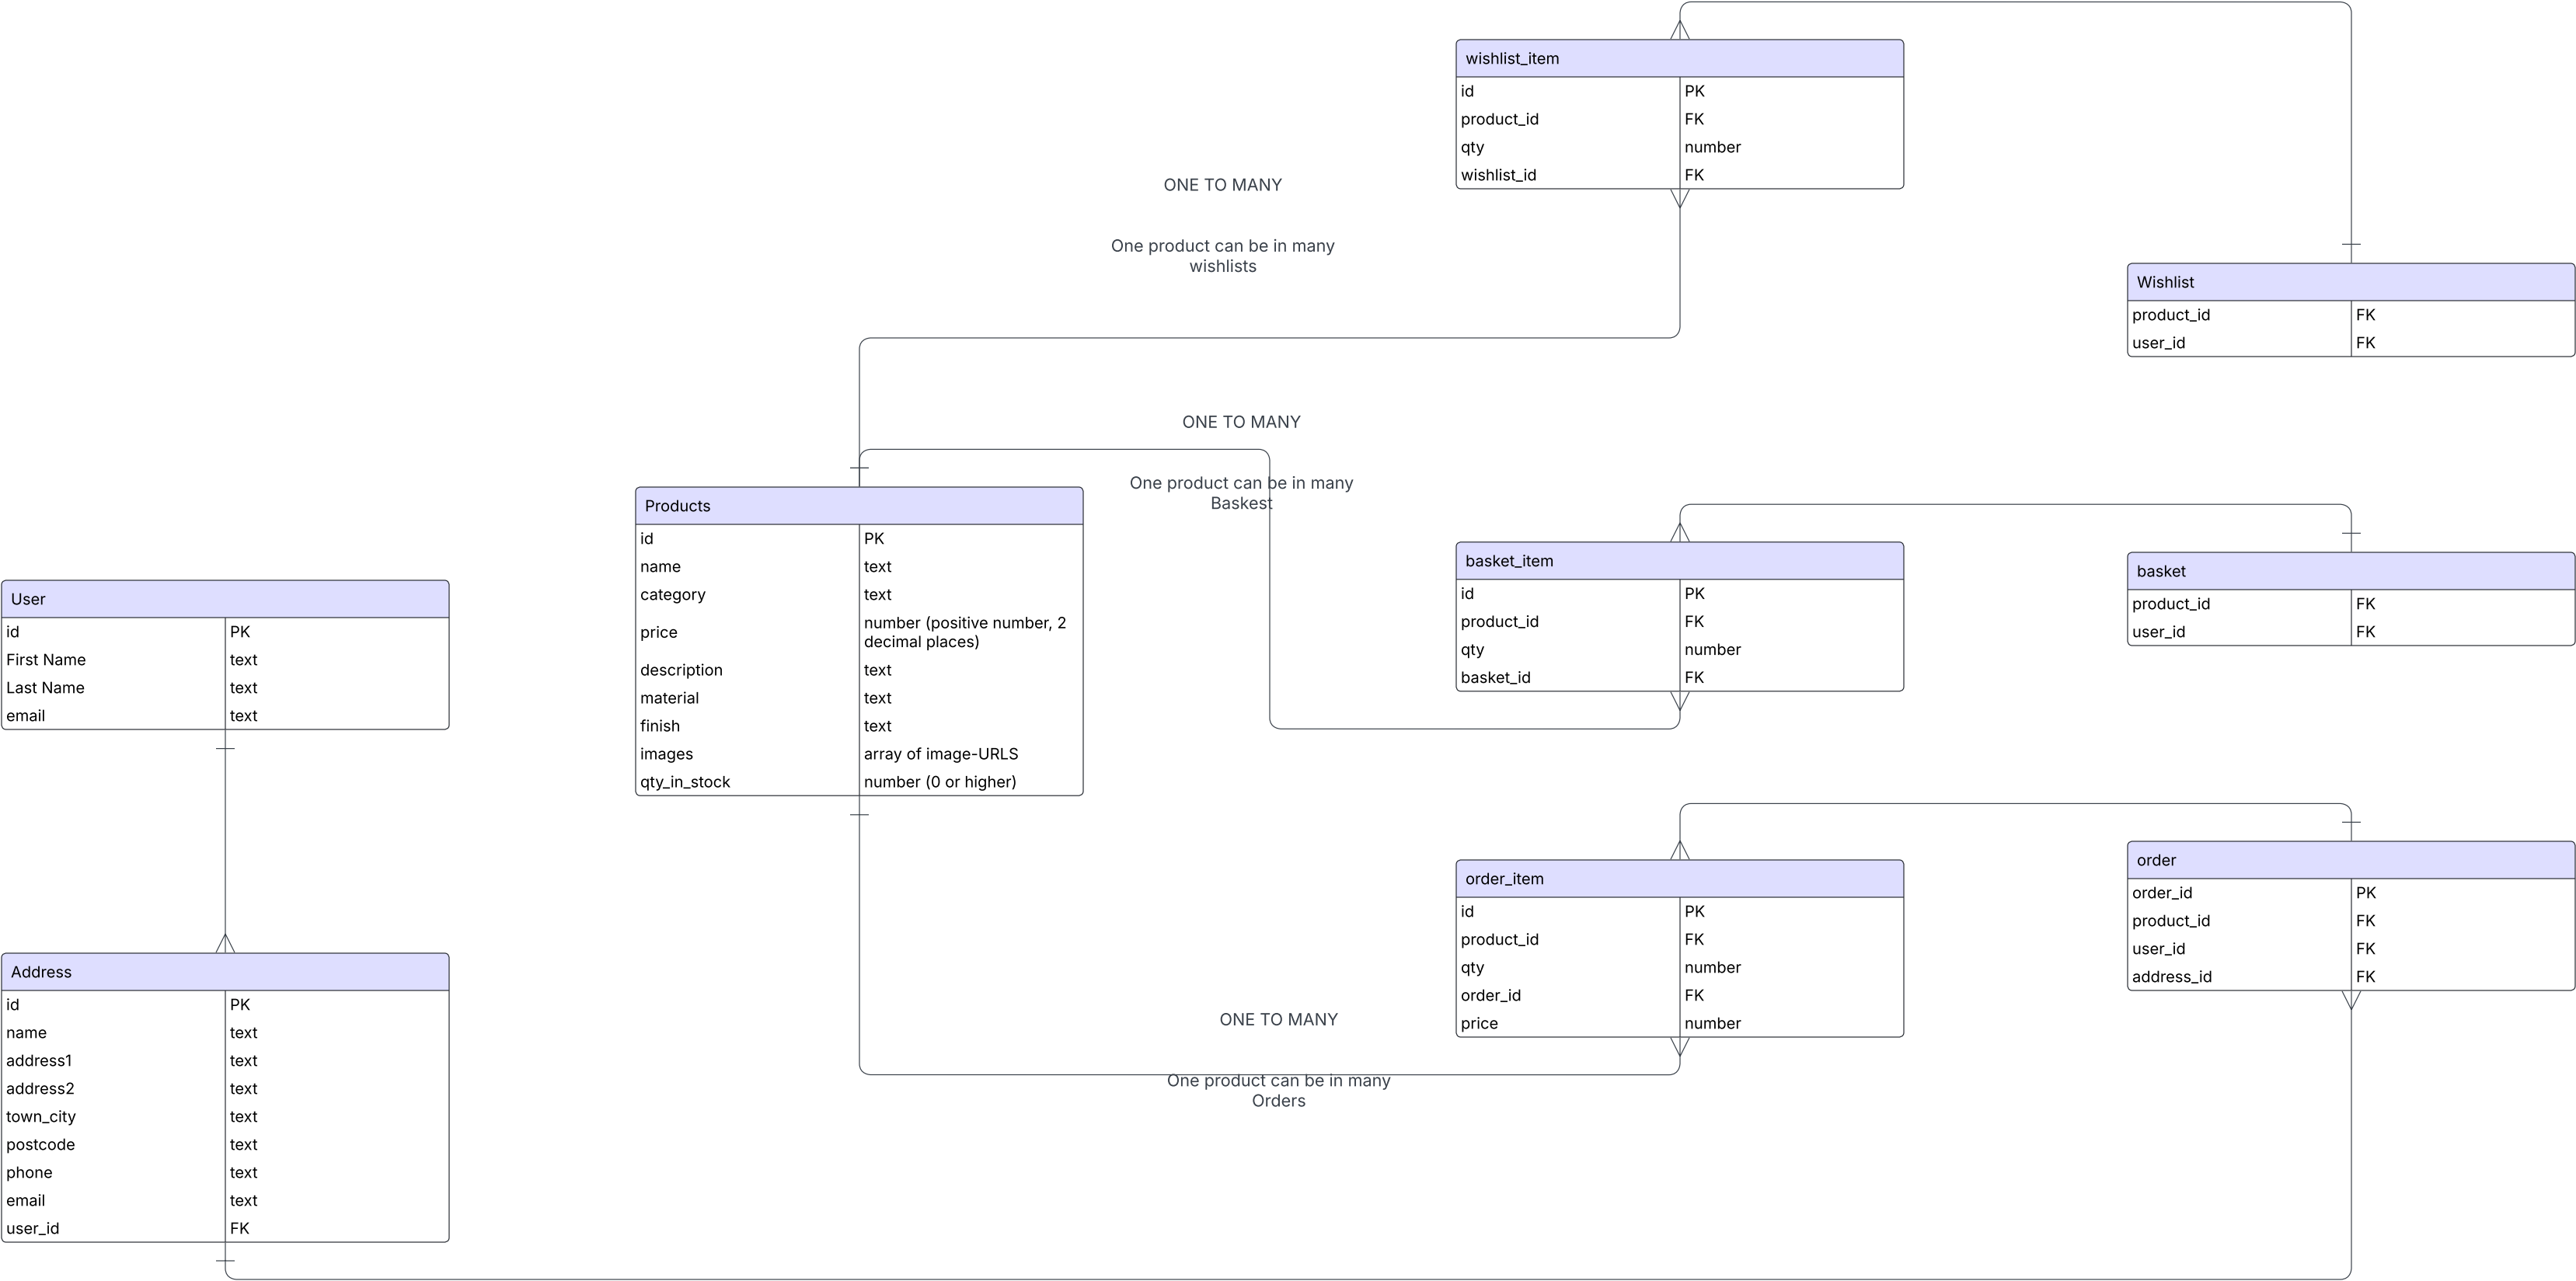 wishlist_item
id PK
product_id FK
qty number
wishlist_id FK
ONE TO MANY
One product can be in many
wishlists
Wishlist
product_id FK
user_id FK
ONE TO MANY
One product can be in many
Baskest
Products
id PK
name text
category text
price number (positive number, 2
decimal places)
description text
material text
finish text
images array of image-URLS
qty_in_stock number (0 or higher)
basket_item
id PK
product_id FK
qty number
basket_id FK
basket
product_id FK
user_id FK
User
id PK
First Name text
Last Name text
email text
order_item
id PK
product_id FK
qty number
order_id FK
price number
order
order_id PK
product_id FK
user_id FK
address_id FK
Address
id PK
name text
address1 text
address2 text
town_city text
postcode text
phone text
email text
user_id FK
ONE TO MANY
One product can be in many
Orders